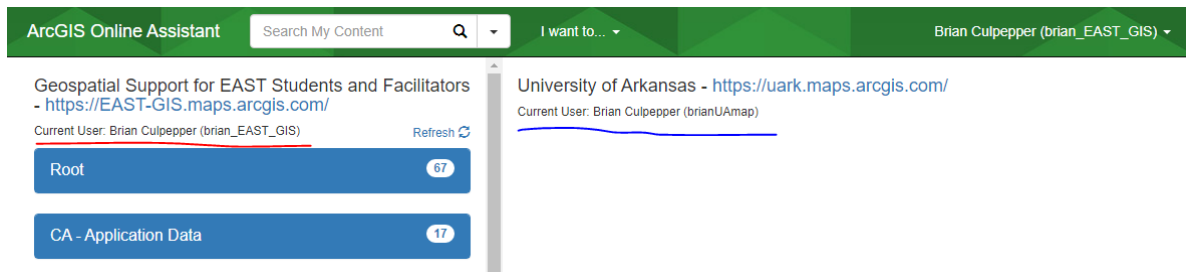 ArcGIS Online Assistant Search My Content I want to... Brian Culpepper (brian_EAST_GIS)
Geospatial Support for EAST Students and Facilitators
- https://EAST-GIS.maps.arcgis.com/
Current User: Brian Culpepper (brian_EAST_GIS) Refresh
Root 67
CA - Application Data 17
University of Arkansas - https://uark.maps.arcgis.com/
Current User: Brian Culpepper (brianUAmap)